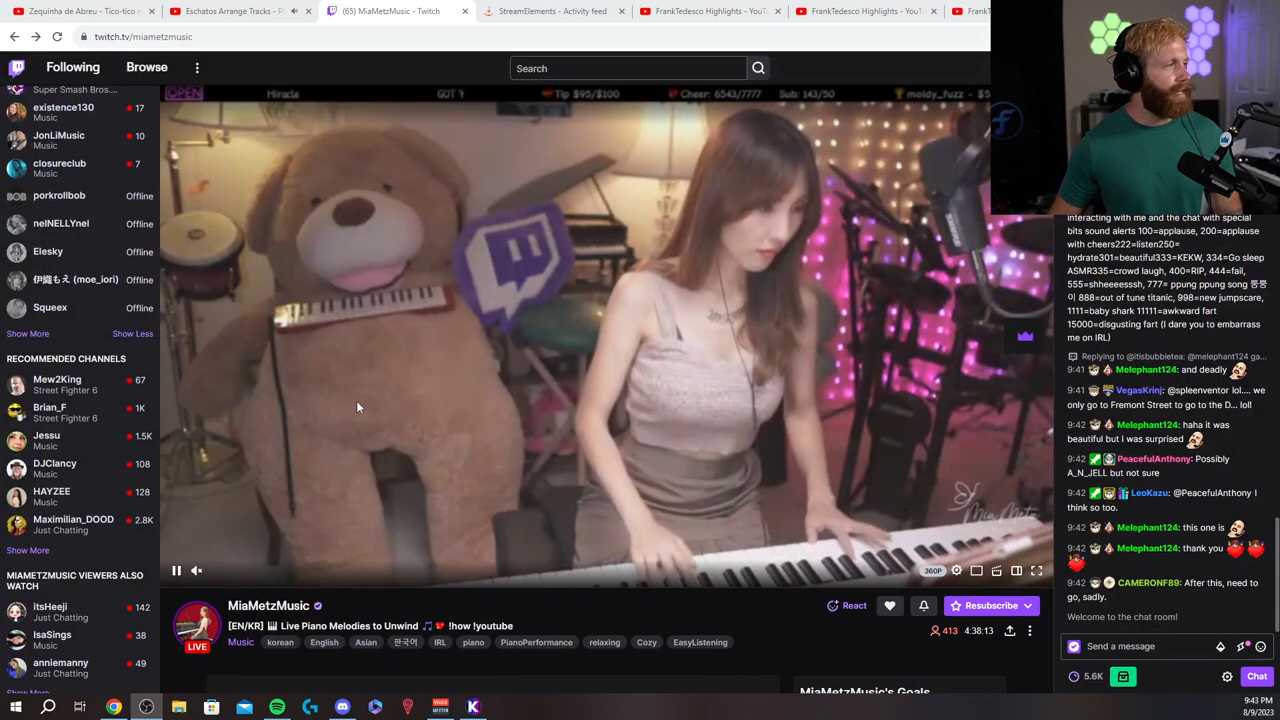 Zequinha de Abreu - Tico-tico n
Eschatos Arrange Tracks - P
(65) MiaMetzMusic - Twitch
StreamElements - Activity feed
FrankTedesco Highlights - YouT
FrankTedesco Highlights - YouT
FrankT
twitch.tv/miametzmusic
Following
Browse
Search
Super Smash Bros....
existence130 17
Music
JonLiMusic 10
Music
closureclub 7
Music
porkrollbob Offline
nelNELLYnel Offline
Elesky Offline
伊織もえ (moe_iori) Offline
Squeex Offline
Show More Show Less
RECOMMENDED CHANNELS
Mew2King 67
Street Fighter 6
Brian_F 1K
Street Fighter 6
Jessu 1.5K
Music
DJClancy 108
Music
HAYZEE 128
Music
Maximilian_DOOD 2.8K
Just Chatting
Show More
MIAMETZMUSIC VIEWERS ALSO
WATCH
itsHeeji 142
Just Chatting
IsaSings 38
Music
anniemanny 49
Just Chatting
Show More
OPEN Miracle GOT Tip $95/$100 Cheer: 6543/7777 Sub: 143/50 moldy_fuzz - $5
Mia Metz
360P
MiaMetzMusic
React
Resubscribe
[EN/KR] Live Piano Melodies to Unwind !how !youtube
Music korean English Asian 한국어 IRL piano PianoPerformance relaxing Cozy EasyListening
413 4:38:13
LIVE
MiaMetzMusic's Goals
interacting with me and the chat with special
bits sound alerts 100=applause, 200=applause
with cheers222=listen250=
hydrate301=beautiful333=KEKW, 334=Go sleep
ASMR335=crowd laugh, 400=RIP, 444=fail,
555=shheeeesssh, 777= ppung ppung song 뿡뿡
이 888=out of tune titanic, 998=new jumpscare,
1111=baby shark 11111=awkward fart
15000=disgusting fart (I dare you to embarrass
me on IRL)
Replying to @itisbubbletea: @melephant124 ga...
9:41 Melephant124: and deadly
9:41 VegasKrinj: @spleenventor lol.... we
only go to Fremont Street to go to the D... lol!
9:42 Melephant124: haha it was
beautiful but I was surprised
9:42 PeacefulAnthony: Possibly
A_N_JELL but not sure
9:42 LeoKazu: @PeacefulAnthony I
think so too.
9:42 Melephant124: this one is
9:42 Melephant124: thank you
9:42 CAMERONF89: After this, need to
go, sadly.
Welcome to the chat room!
Send a message
5.6K
Chat
9:43 PM
8/9/2023